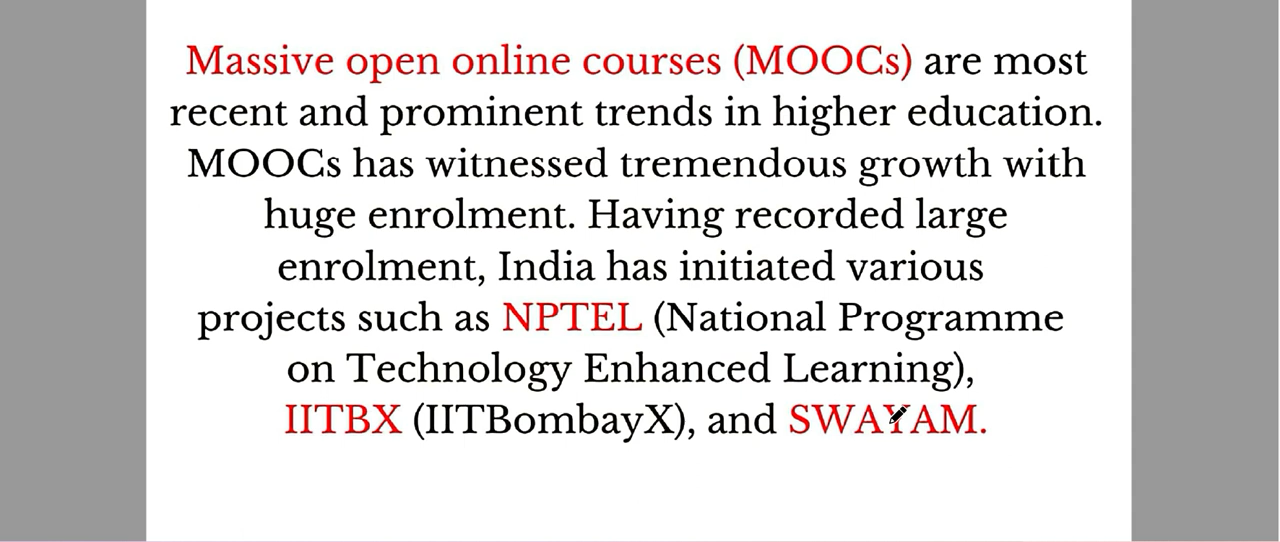 Massive open online courses (MOOCs) are most
recent and prominent trends in higher education.
MOOCs has witnessed tremendous growth with
huge enrolment. Having recorded large
enrolment, India has initiated various
projects such as NPTEL (National Programme
on Technology Enhanced Learning),
IITBX (IITBombayX), and SWAYAM.